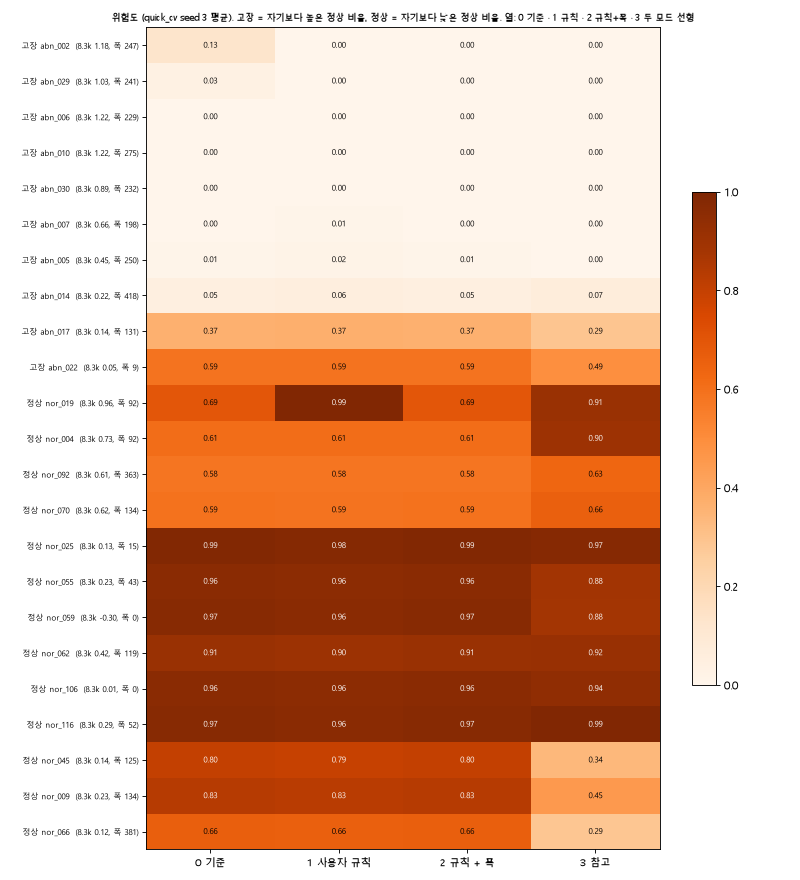 위험도 (quick_cv seed 3 평균). 고장 = 자기보다 높은 정상 비율, 정상 = 자기보다 낮은 정상 비율. 열: 0 기준 · 1 규칙 · 2 규칙+폭 · 3 두 모드 선형
고장 abn_002 (8.3k 1.18, 폭 247) 0.13 0.00 0.00 0.00
고장 abn_029 (8.3k 1.03, 폭 241) 0.03 0.00 0.00 0.00
고장 abn_006 (8.3k 1.22, 폭 229) 0.00 0.00 0.00 0.00
고장 abn_010 (8.3k 1.22, 폭 275) 0.00 0.00 0.00 0.00
고장 abn_030 (8.3k 0.89, 폭 232) 0.00 0.00 0.00 0.00
고장 abn_007 (8.3k 0.66, 폭 198) 0.00 0.01 0.00 0.00
고장 abn_005 (8.3k 0.45, 폭 250) 0.01 0.02 0.01 0.00
고장 abn_014 (8.3k 0.22, 폭 418) 0.05 0.06 0.05 0.07
고장 abn_017 (8.3k 0.14, 폭 131) 0.37 0.37 0.37 0.29
고장 abn_022 (8.3k 0.05, 폭 9) 0.59 0.59 0.59 0.49
정상 nor_019 (8.3k 0.96, 폭 92) 0.69 0.99 0.69 0.91
정상 nor_004 (8.3k 0.73, 폭 92) 0.61 0.61 0.61 0.90
정상 nor_092 (8.3k 0.61, 폭 363) 0.58 0.58 0.58 0.63
정상 nor_070 (8.3k 0.62, 폭 134) 0.59 0.59 0.59 0.66
정상 nor_025 (8.3k 0.13, 폭 15) 0.99 0.98 0.99 0.97
정상 nor_055 (8.3k 0.23, 폭 43) 0.96 0.96 0.96 0.88
정상 nor_059 (8.3k -0.30, 폭 0) 0.97 0.96 0.97 0.88
정상 nor_062 (8.3k 0.42, 폭 119) 0.91 0.90 0.91 0.92
정상 nor_106 (8.3k 0.01, 폭 0) 0.96 0.96 0.96 0.94
정상 nor_116 (8.3k 0.29, 폭 52) 0.97 0.96 0.97 0.99
정상 nor_045 (8.3k 0.14, 폭 125) 0.80 0.79 0.80 0.34
정상 nor_009 (8.3k 0.23, 폭 134) 0.83 0.83 0.83 0.45
정상 nor_066 (8.3k 0.12, 폭 381) 0.66 0.66 0.66 0.29
0 기준 1 사용자 규칙 2 규칙 + 폭 3 참고
1.0
0.8
0.6
0.4
0.2
0.0